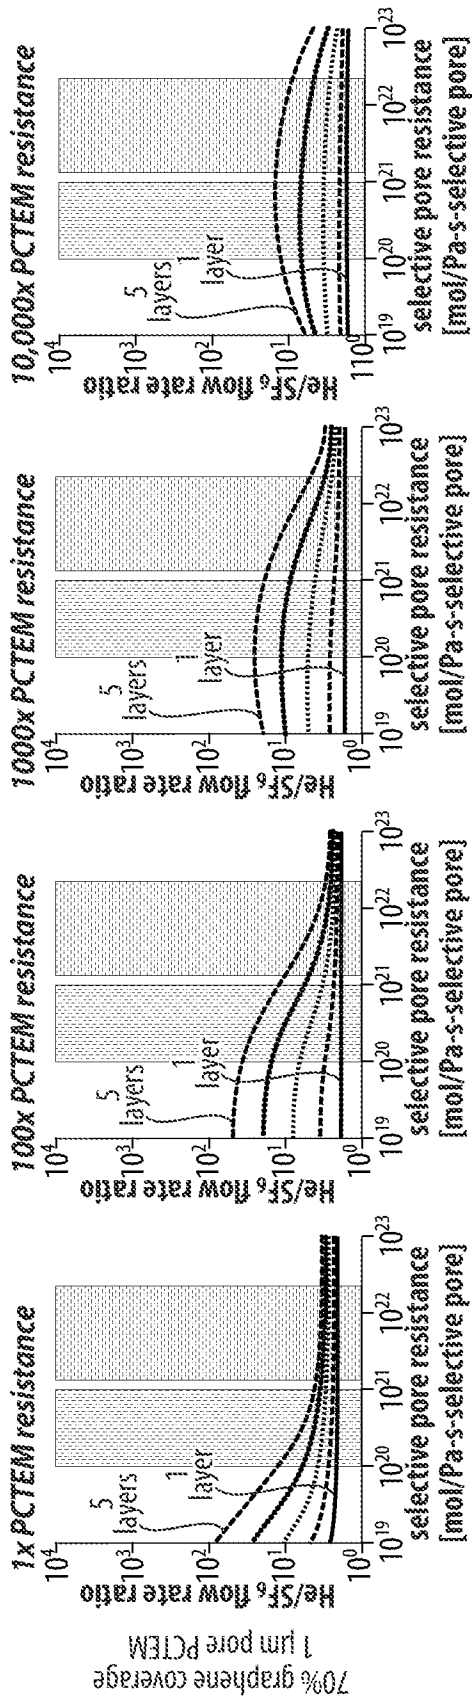 70% graphene coverage
1 μm pore PCTEM
1x PCTEM resistance
He/SF6 flow rate ratio
10^4
10^3
10^2
10^1
10^0
5
layers
1
layer
10^19
10^20
10^21
10^22
10^23
selective pore resistance
[mol/Pa-s-selective pore]
100x PCTEM resistance
He/SF6 flow rate ratio
10^4
10^3
10^2
10^1
10^0
5
layers
1
layer
10^19
10^20
10^21
10^22
10^23
selective pore resistance
[mol/Pa-s-selective pore]
1000x PCTEM resistance
He/SF6 flow rate ratio
10^4
10^3
10^2
10^1
10^0
5
layers
1
layer
10^19
10^20
10^21
10^22
10^23
selective pore resistance
[mol/Pa-s-selective pore]
10,000x PCTEM resistance
He/SF6 flow rate ratio
10^4
10^3
10^2
10^1
110^0
5
layers
1
layer
10^19
10^20
10^21
10^22
10^23
selective pore resistance
[mol/Pa-s-selective pore]